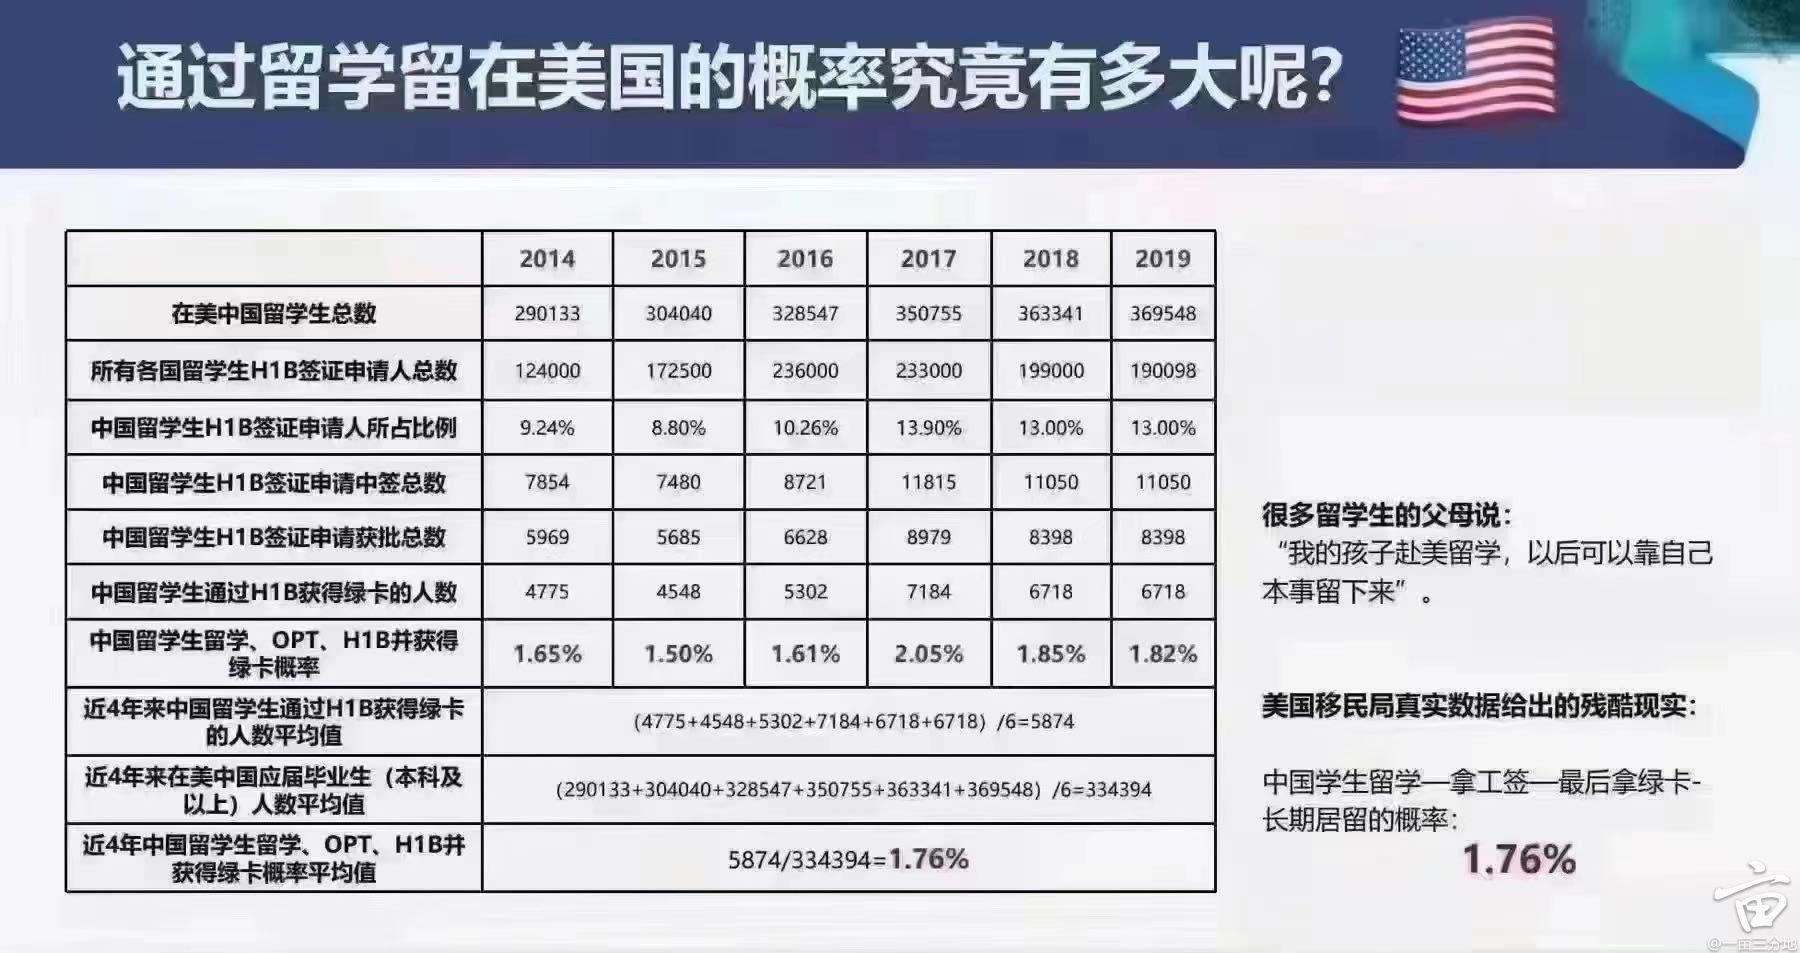 通过留学留在美国的概率究竟有多大呢?
2014 2015 2016 2017 2018 2019
在美中国留学生总数 290133 304040 328547 350755 363341 369548
所有各国留学生H1B签证申请人总数 124000 172500 236000 233000 199000 190098
中国留学生H1B签证申请人所占比例 9.24% 8.80% 10.26% 13.90% 13.00% 13.00%
中国留学生H1B签证申请中签总数 7854 7480 8721 11815 11050 11050
中国留学生H1B签证申请获批总数 5969 5685 6628 8979 8398 8398
中国留学生通过H1B获得绿卡的人数 4775 4548 5302 7184 6718 6718
中国留学生留学、OPT、H1B并获得
绿卡概率 1.65% 1.50% 1.61% 2.05% 1.85% 1.82%
近4年来中国留学生通过H1B获得绿卡
的人数平均值 (4775+4548+5302+7184+6718+6718) /6=5874
近4年来在美中国应届毕业生（本科及
以上）人数平均值 (290133+304040+328547+350755+363341+369548) /6=334394
近4年中国留学生留学、OPT、H1B并
获得绿卡概率平均值 5874/334394=1.76%
很多留学生的父母说：
“我的孩子赴美留学，以后可以靠自己
本事留下来”。
美国移民局真实数据给出的残酷现实：
中国学生留学—拿工签—最后拿绿卡-
长期居留的概率：
1.76%
亩
@一亩三分地